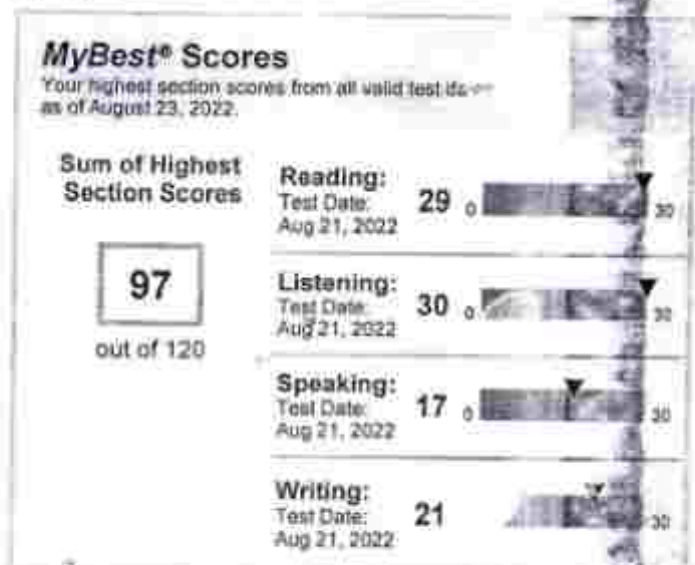 MyBest® Scores
Your highest section scores from all valid test
as of August 23, 2022.
Sum of Highest
Section Scores
97
out of 120
Reading:
Test Date:
Aug 21, 2022
29
0
30
Listening:
Test Date:
Aug 21, 2022
30
0
30
Speaking:
Test Date:
Aug 21, 2022
17
0
30
Writing:
Test Date:
Aug 21, 2022
21
30